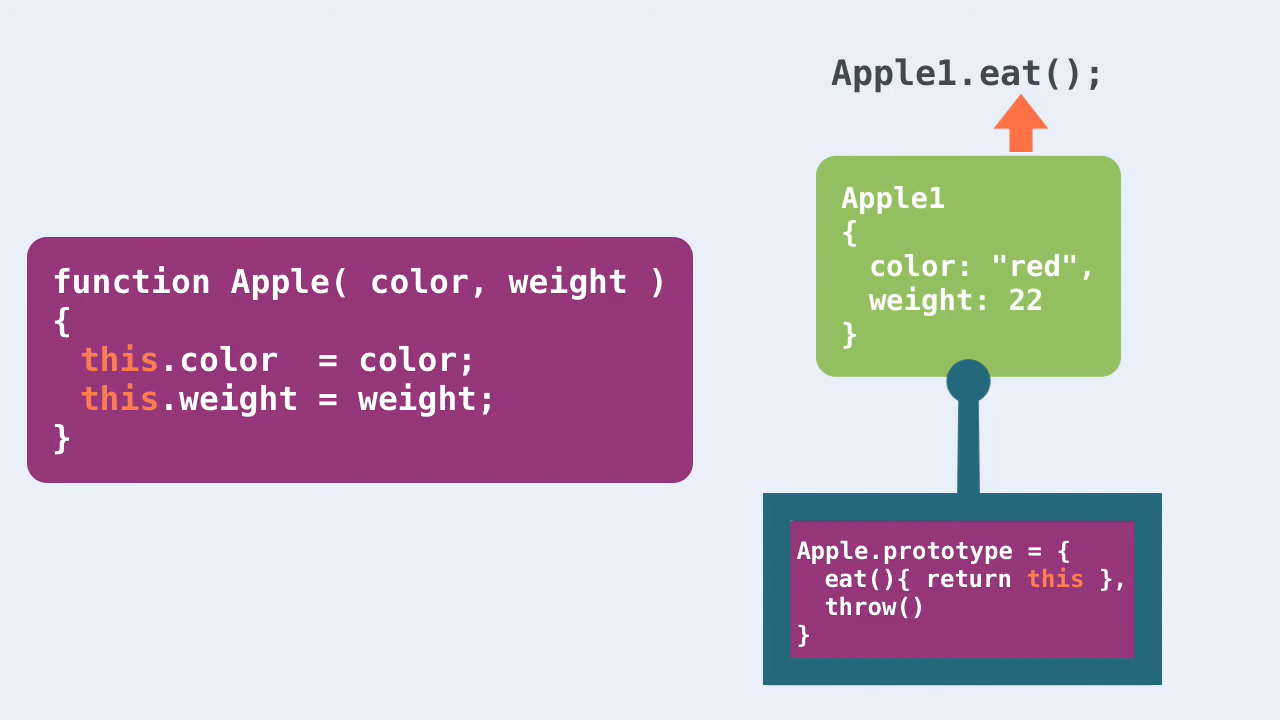 function Apple( color, weight )
{
this.color  = color;
this.weight = weight;
}
Apple1.eat();
Apple1
{
color: "red",
weight: 22
}
Apple.prototype = {
eat(){ return this },
throw()
}